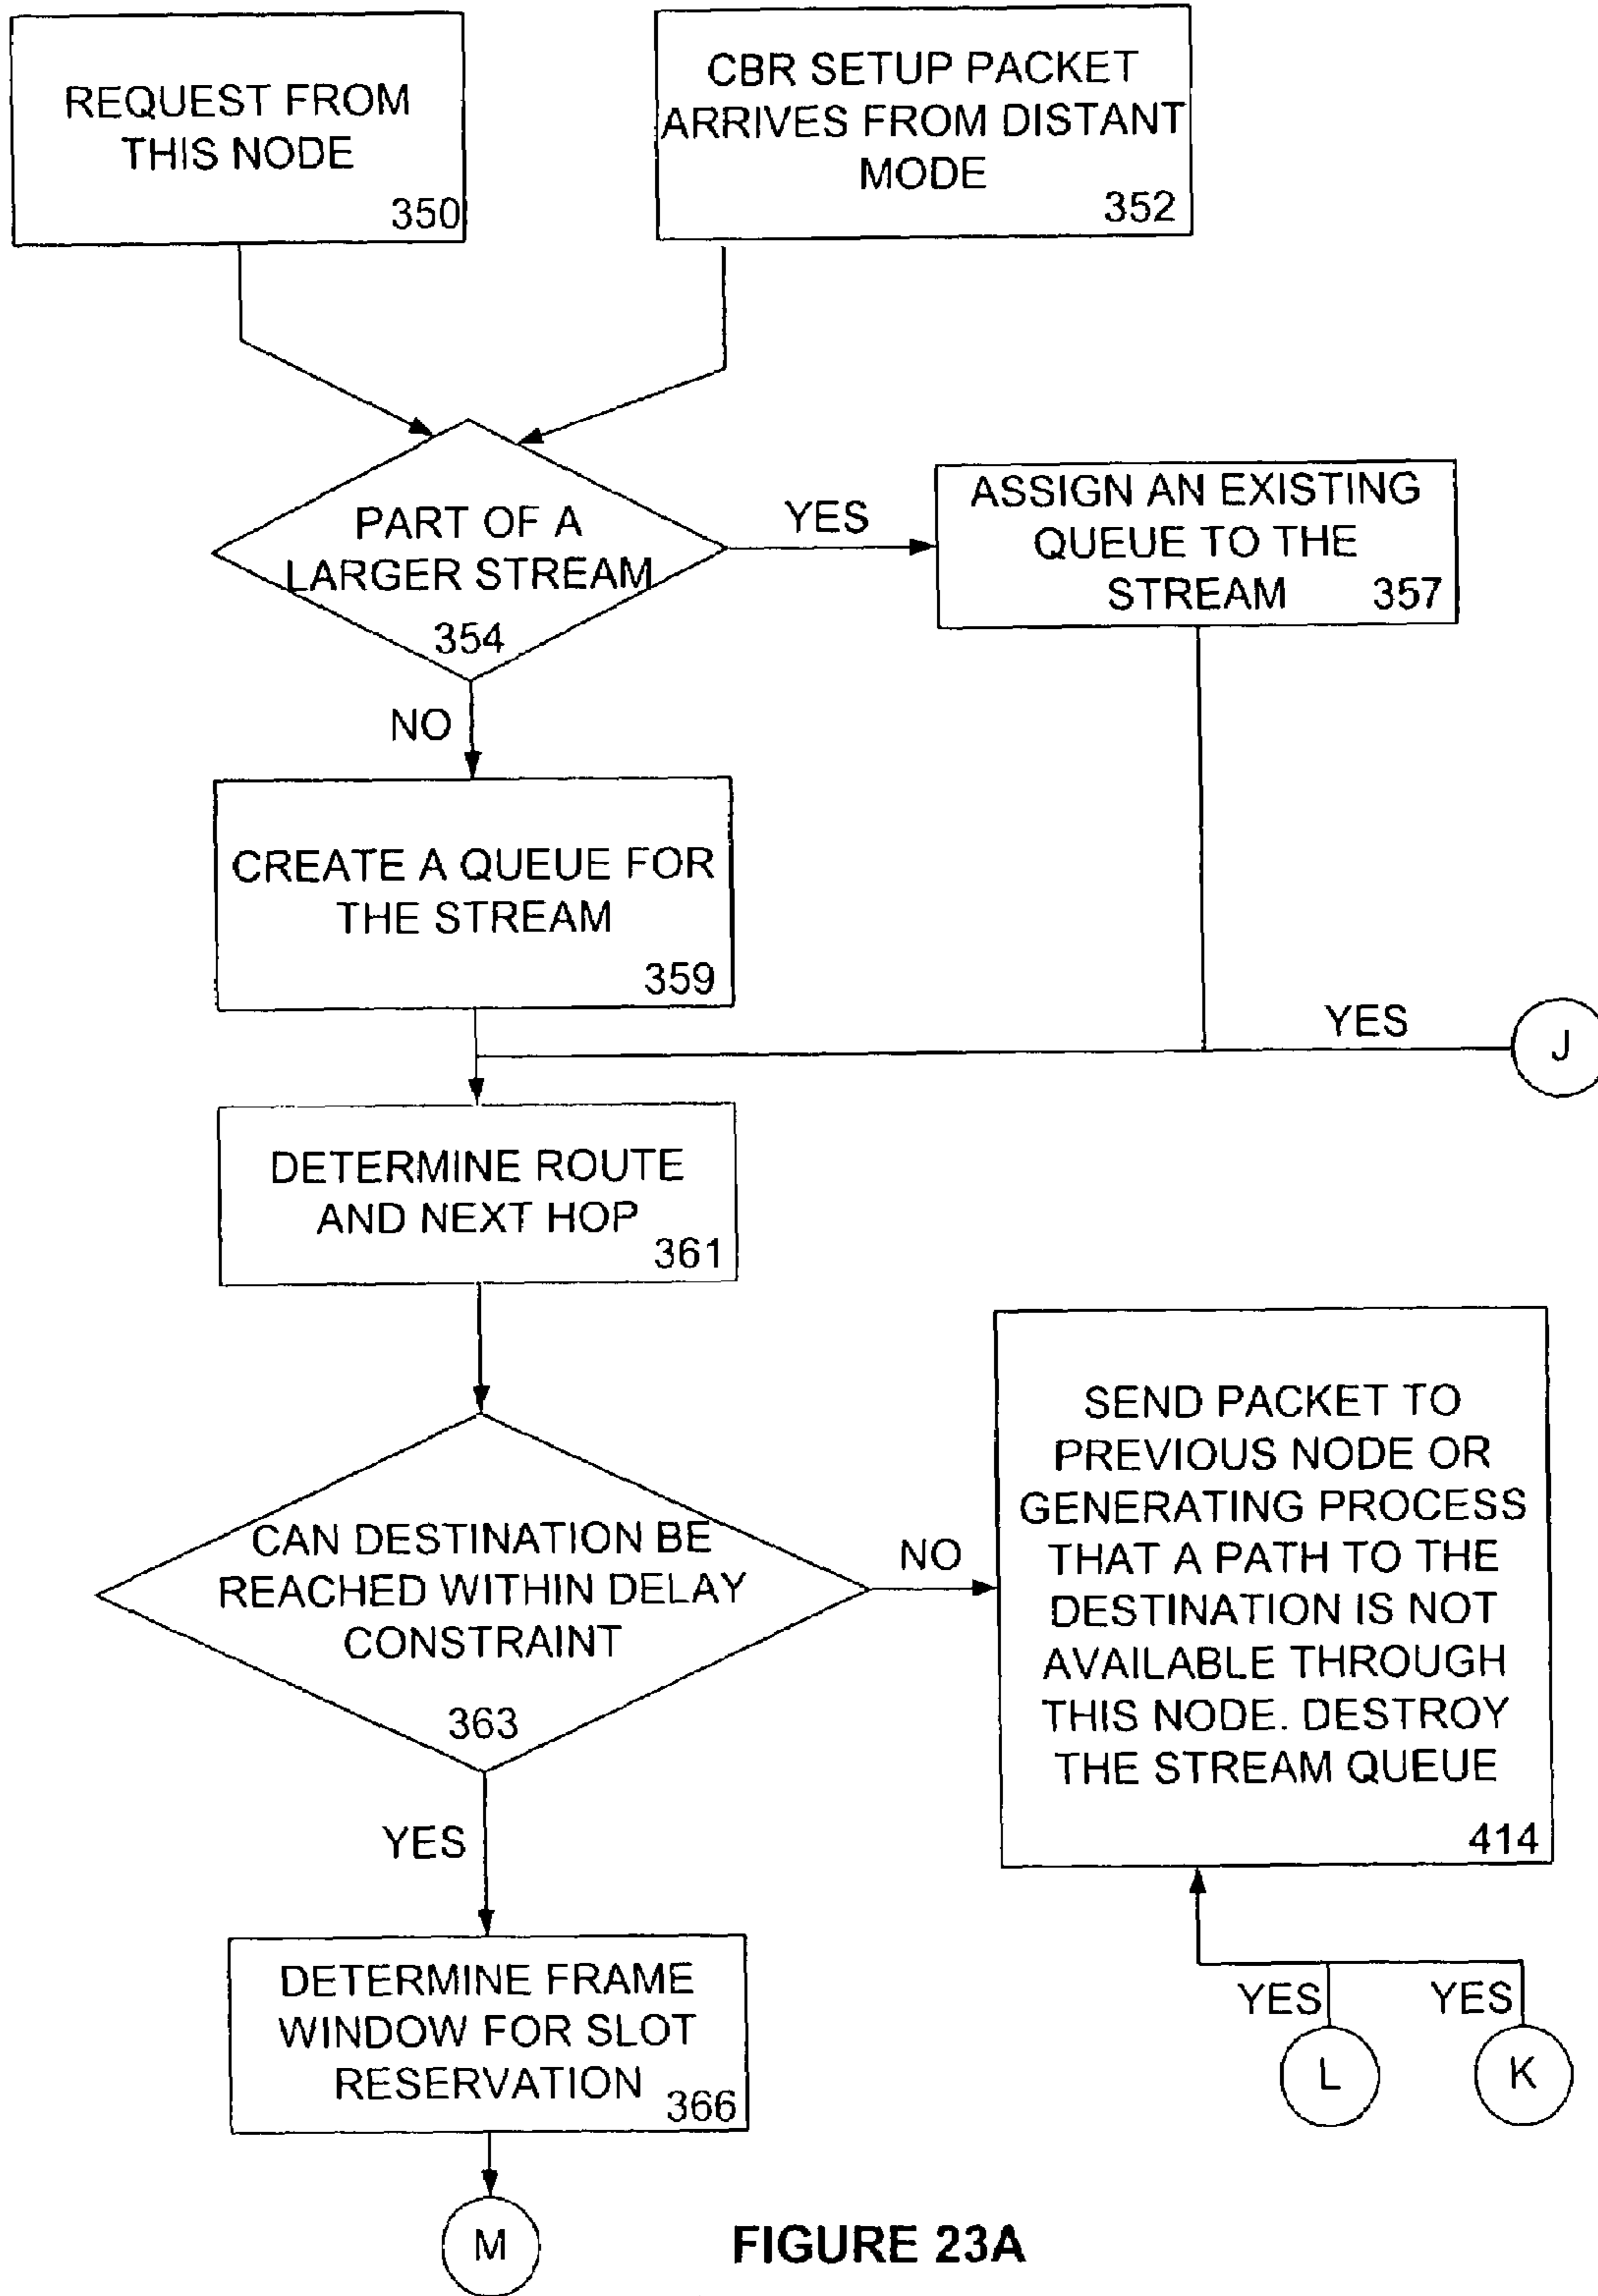 REQUEST FROM
THIS NODE
350
CBR SETUP PACKET
ARRIVES FROM DISTANT
MODE
352
PART OF A
LARGER STREAM
354
YES
ASSIGN AN EXISTING
QUEUE TO THE
STREAM 357
NO
CREATE A QUEUE FOR
THE STREAM
359
YES
J
DETERMINE ROUTE
AND NEXT HOP
361
CAN DESTINATION BE
REACHED WITHIN DELAY
CONSTRAINT
363
NO
SEND PACKET TO
PREVIOUS NODE OR
GENERATING PROCESS
THAT A PATH TO THE
DESTINATION IS NOT
AVAILABLE THROUGH
THIS NODE. DESTROY
THE STREAM QUEUE
414
YES
YES
YES
L
K
DETERMINE FRAME
WINDOW FOR SLOT
RESERVATION
366
M
FIGURE 23A